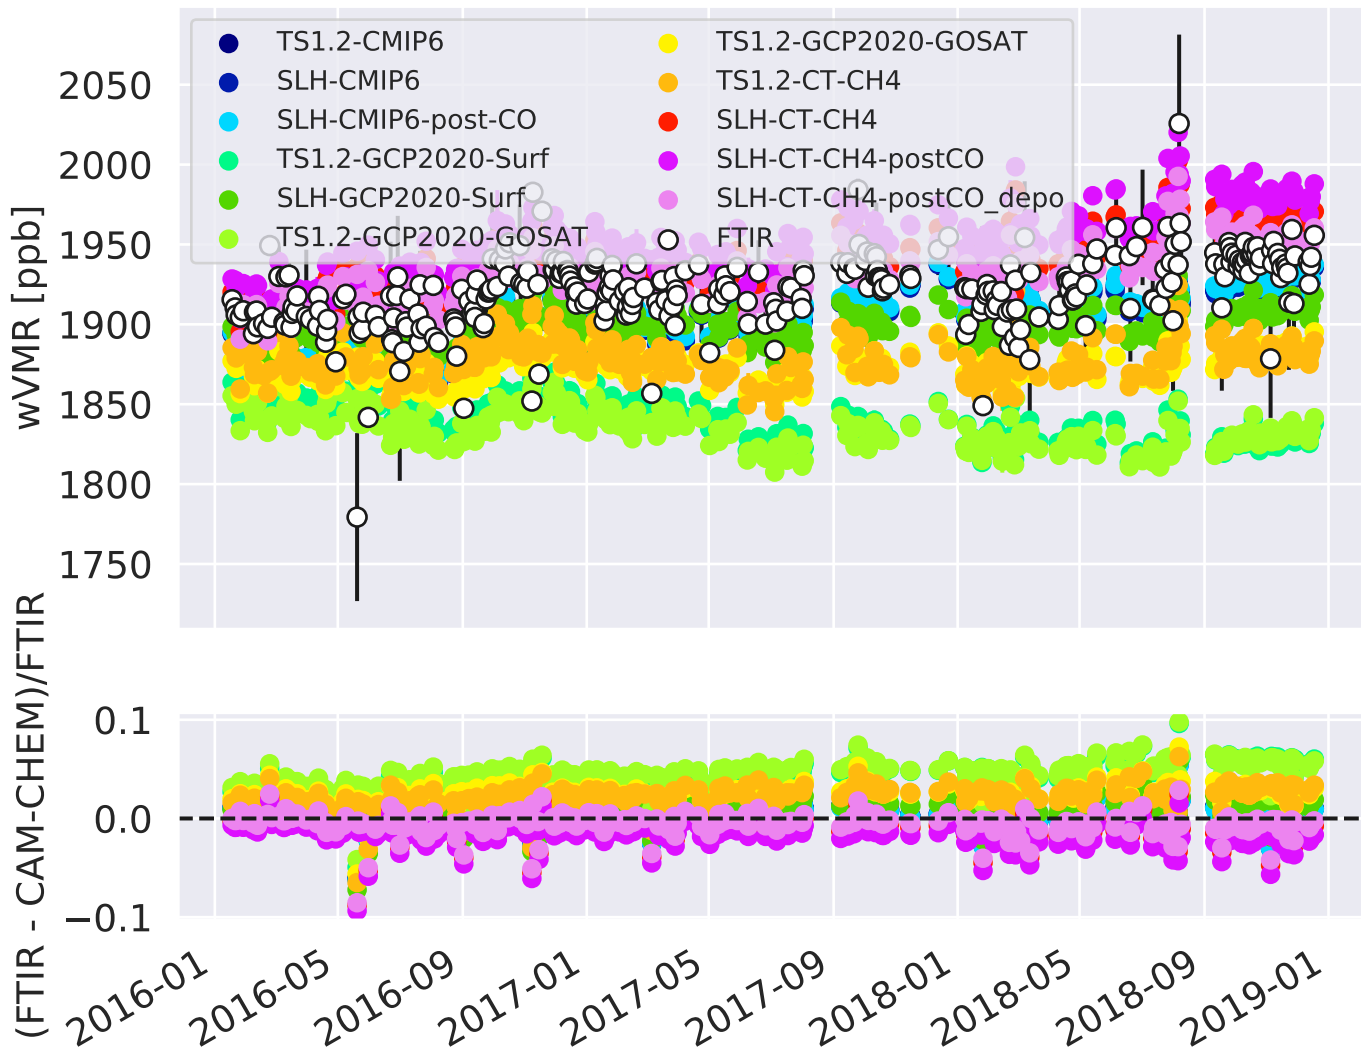 wVMR [ppb]
2050
2000
1950
1900
1850
1800
1750
TS1.2-CMIP6
SLH-CMIP6
SLH-CMIP6-post-CO
TS1.2-GCP2020-Surf
SLH-GCP2020-Surf
TS1.2-GCP2020-GOSAT
TS1.2-GCP2020-GOSAT
TS1.2-CT-CH4
SLH-CT-CH4
SLH-CT-CH4-postCO
SLH-CT-CH4-postCO_depo
FTIR
(FTIR - CAM-CHEM)/FTIR
0.1
0.0
−0.1
2016-01
2016-05
2016-09
2017-01
2017-05
2017-09
2018-01
2018-05
2018-09
2019-01